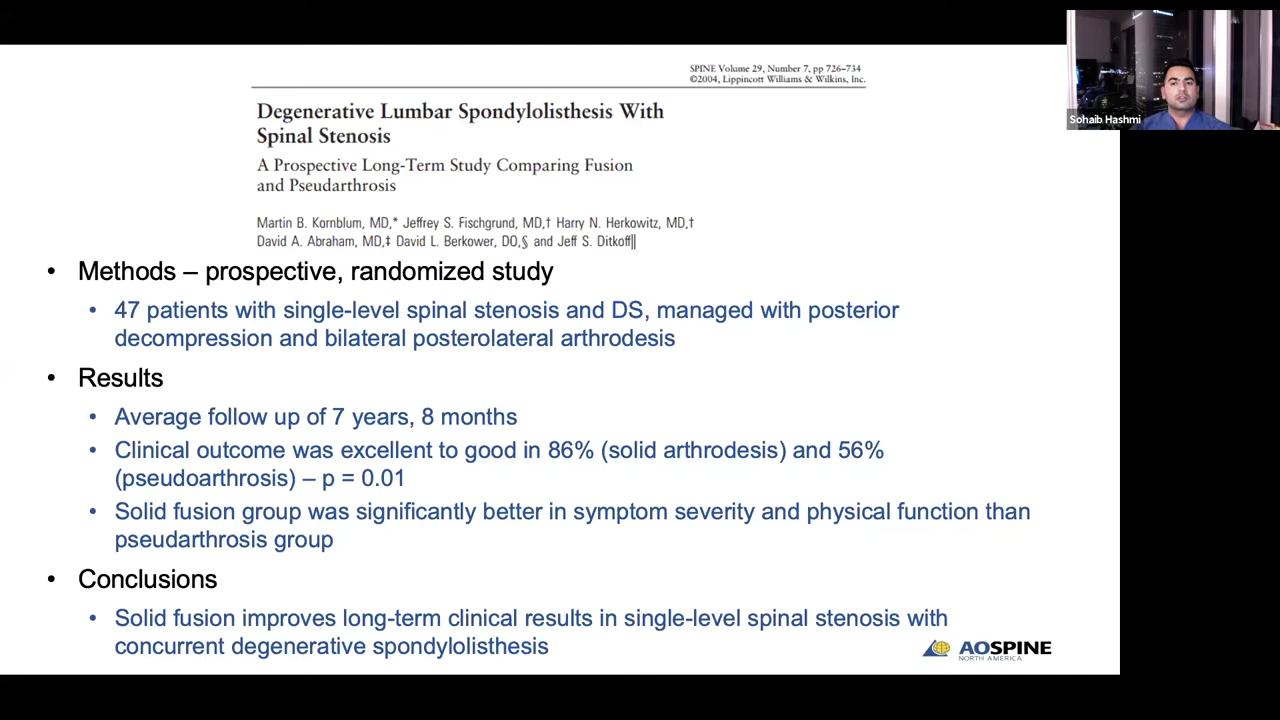 SPINE Volume 29, Number 7, pp 726–734
©2004, Lippincott Williams & Wilkins, Inc.
Degenerative Lumbar Spondylolisthesis With
Spinal Stenosis
A Prospective Long-Term Study Comparing Fusion
and Pseudarthrosis
Martin B. Kornblum, MD,* Jeffrey S. Fischgrund, MD,† Harry N. Herkowitz, MD,†
David A. Abraham, MD,‡ David L. Berkower, DO,§ and Jeff S. Ditkoff||
• Methods – prospective, randomized study
• 47 patients with single-level spinal stenosis and DS, managed with posterior
decompression and bilateral posterolateral arthrodesis
• Results
• Average follow up of 7 years, 8 months
• Clinical outcome was excellent to good in 86% (solid arthrodesis) and 56%
(pseudoarthrosis) – p = 0.01
• Solid fusion group was significantly better in symptom severity and physical function than
pseudarthrosis group
• Conclusions
• Solid fusion improves long-term clinical results in single-level spinal stenosis with
concurrent degenerative spondylolisthesis
AOSPINE
NORTH AMERICA
Sohaib Hashmi